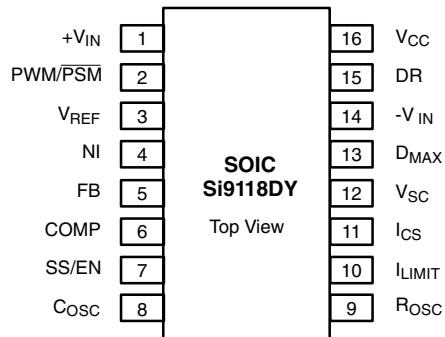 +VIN 1 16 VCC
PWM/PSM 2 15 DR
VREF 3 14 -V IN
NI 4 13 DMAX
SOIC
Si9118DY
FB 5 12 VSC
Top View
COMP 6 11 ICS
SS/EN 7 10 ILIMIT
COSC 8 9 ROSC